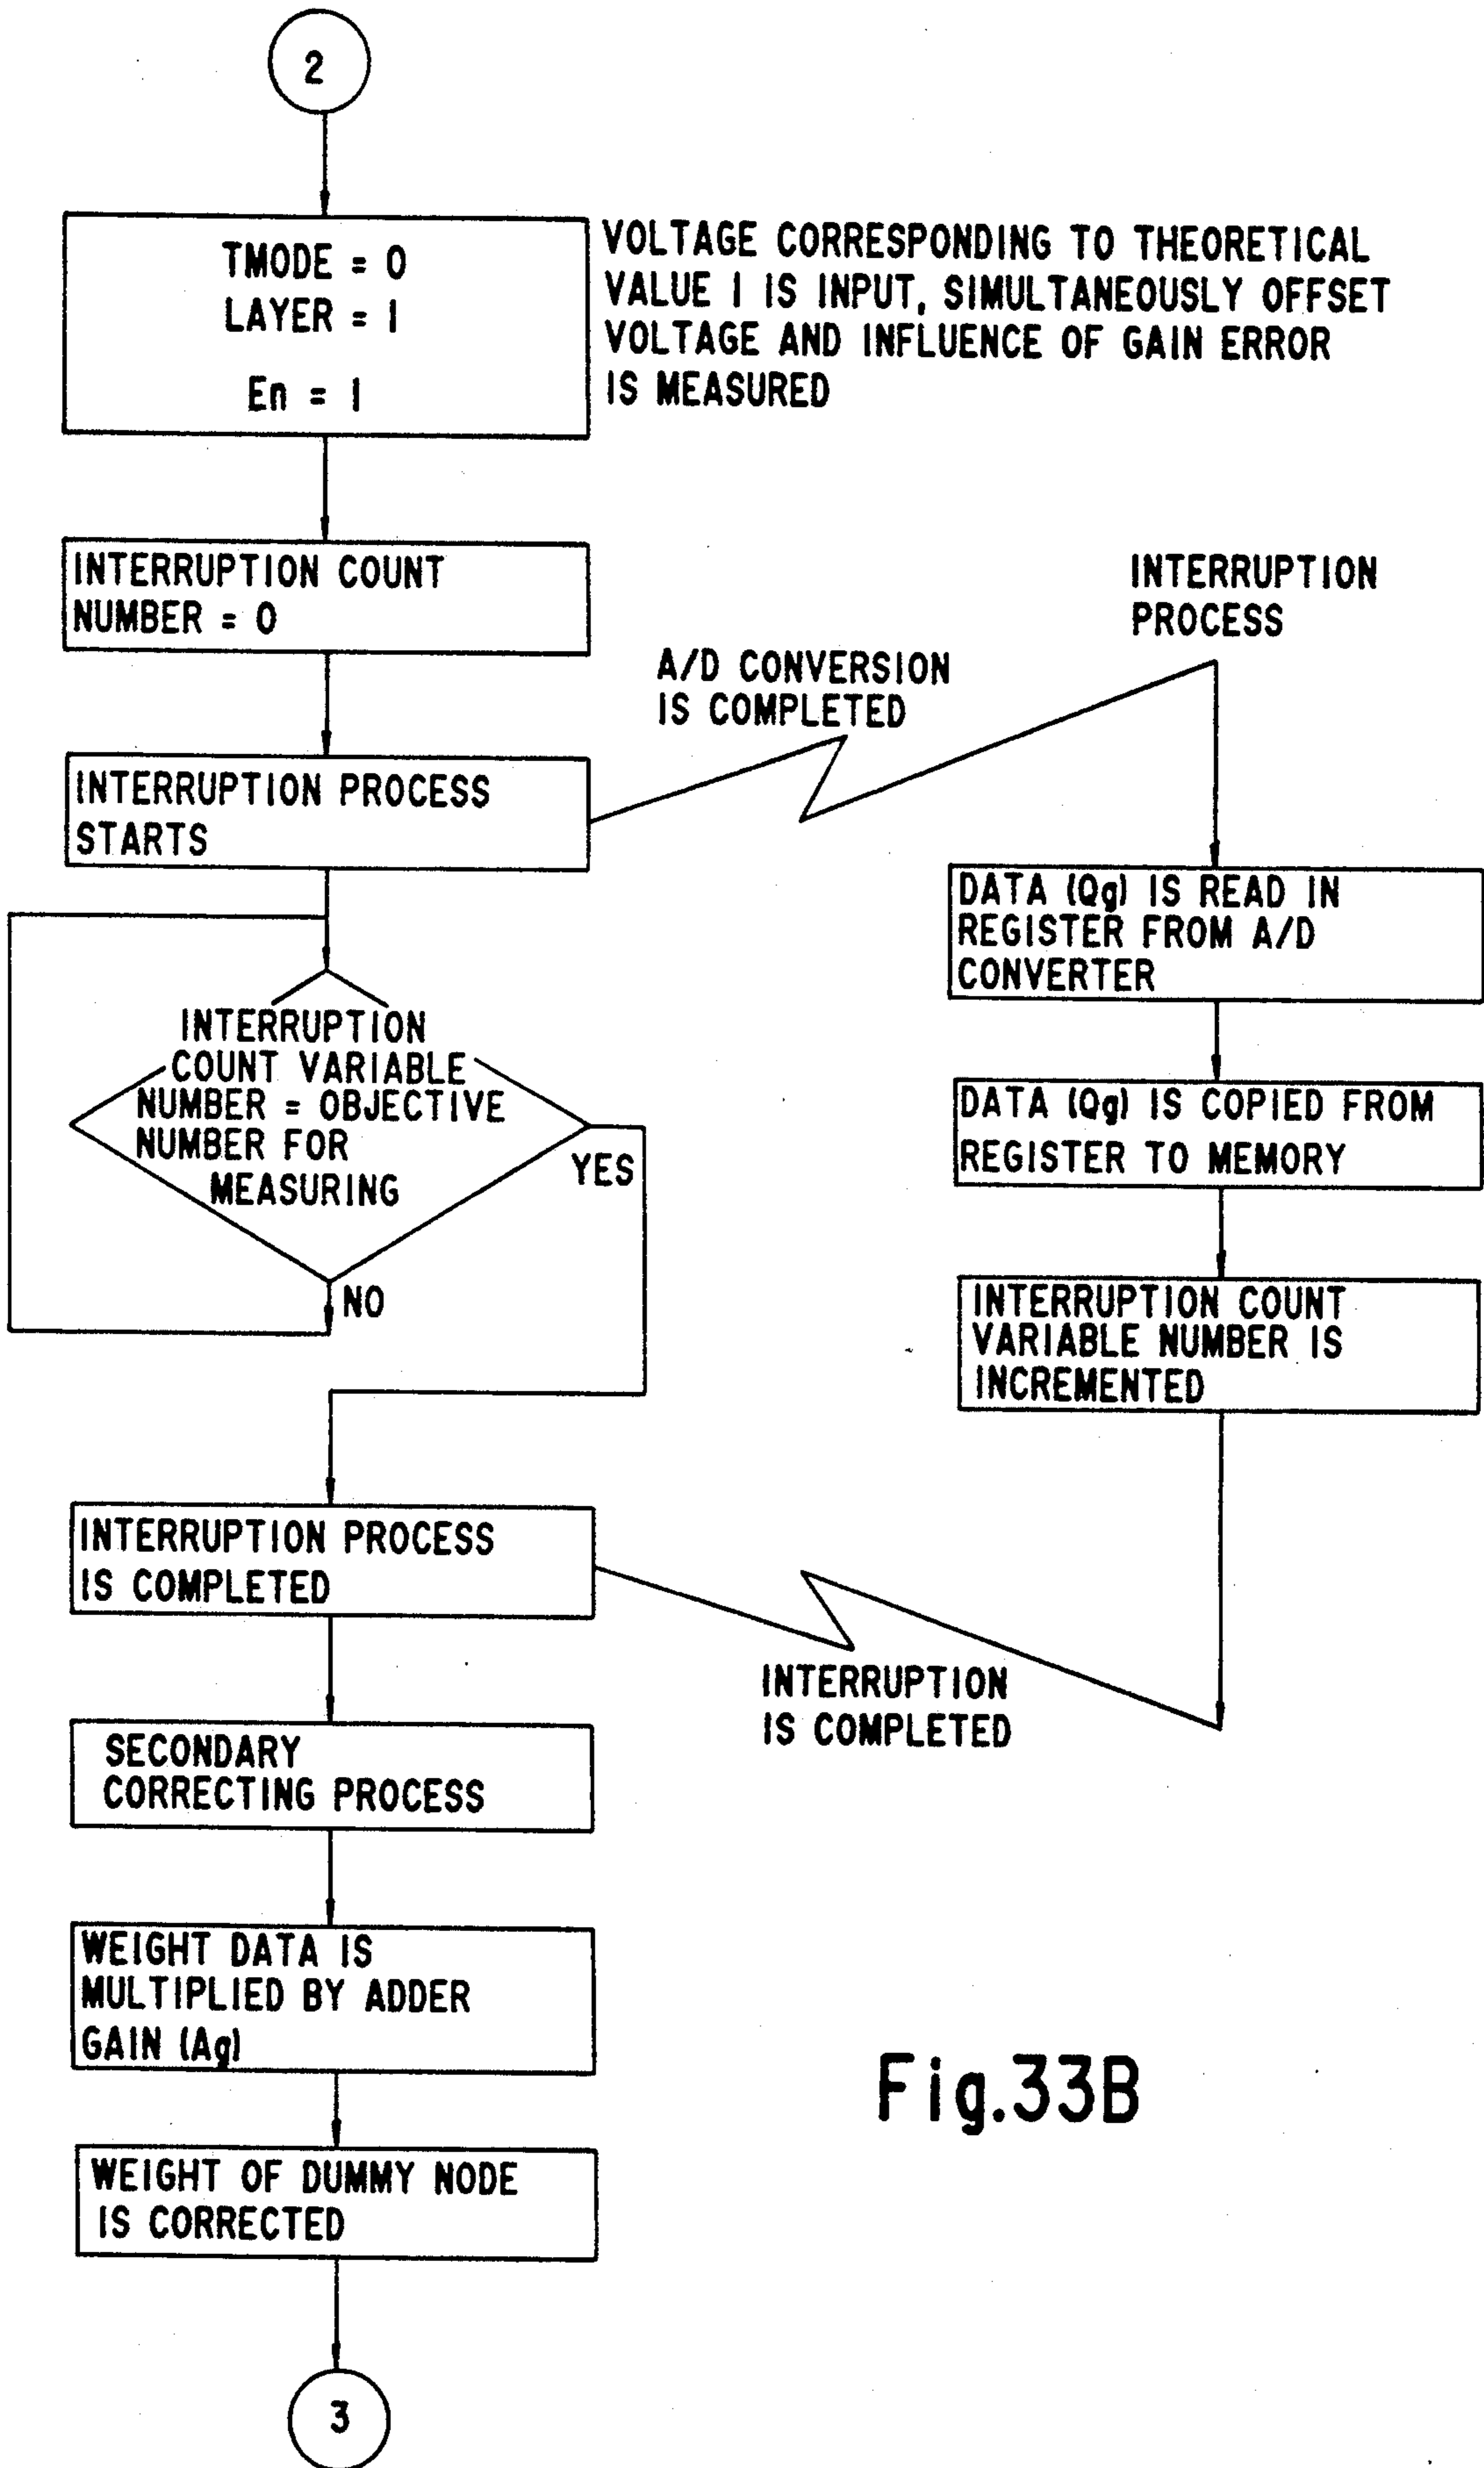 2
TMODE = 0
LAYER = 1
En = 1
VOLTAGE CORRESPONDING TO THEORETICAL
VALUE 1 IS INPUT, SIMULTANEOUSLY OFFSET
VOLTAGE AND INFLUENCE OF GAIN ERROR
IS MEASURED
INTERRUPTION COUNT
NUMBER = 0
INTERRUPTION PROCESS
STARTS
A/D CONVERSION
IS COMPLETED
INTERRUPTION
PROCESS
DATA (Qg) IS READ IN
REGISTER FROM A/D
CONVERTER
DATA (Qg) IS COPIED FROM
REGISTER TO MEMORY
INTERRUPTION COUNT
VARIABLE NUMBER IS
INCREMENTED
INTERRUPTION
COUNT VARIABLE
NUMBER = OBJECTIVE
NUMBER FOR
MEASURING
YES
NO
INTERRUPTION PROCESS
IS COMPLETED
INTERRUPTION
IS COMPLETED
SECONDARY
CORRECTING PROCESS
WEIGHT DATA IS
MULTIPLIED BY ADDER
GAIN (Ag)
WEIGHT OF DUMMY NODE
IS CORRECTED
3
Fig.33B